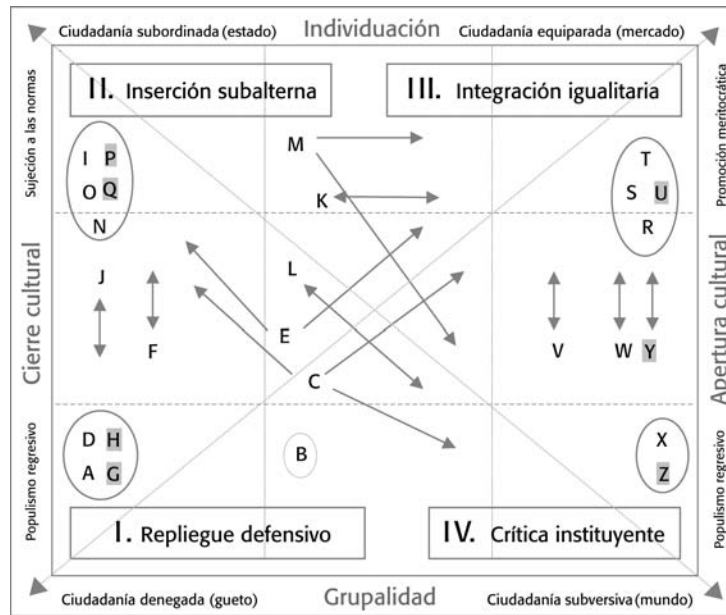 Ciudadanía subordinada (estado)
Individuación
Ciudadanía equiparada (mercado)
II. Inserción subalterna
III. Integración igualitaria
Sujeción a las normas
Promoción meritocrática
I P
O Q
N
M
K
T
S U
R
Cierre cultural
Apertura cultural
J
F
L
E
C
V
W Y
Populismo regresivo
Populismo regresivo
D H
A G
B
X
Z
I. Repliegue defensivo
IV. Crítica instituyente
Ciudadanía denegada (gueto)
Grupalidad
Ciudadanía subversiva (mundo)